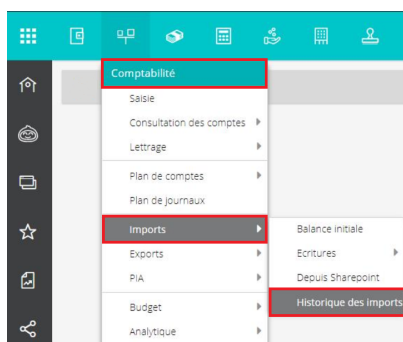 Comptabilité
Saisie
Consultation des comptes
Lettrage
Plan de comptes
Plan de journaux
Imports
Balance initiale
Exports
Ecritures
PIA
Depuis Sharepoint
Historique des imports
Budget
Analytique